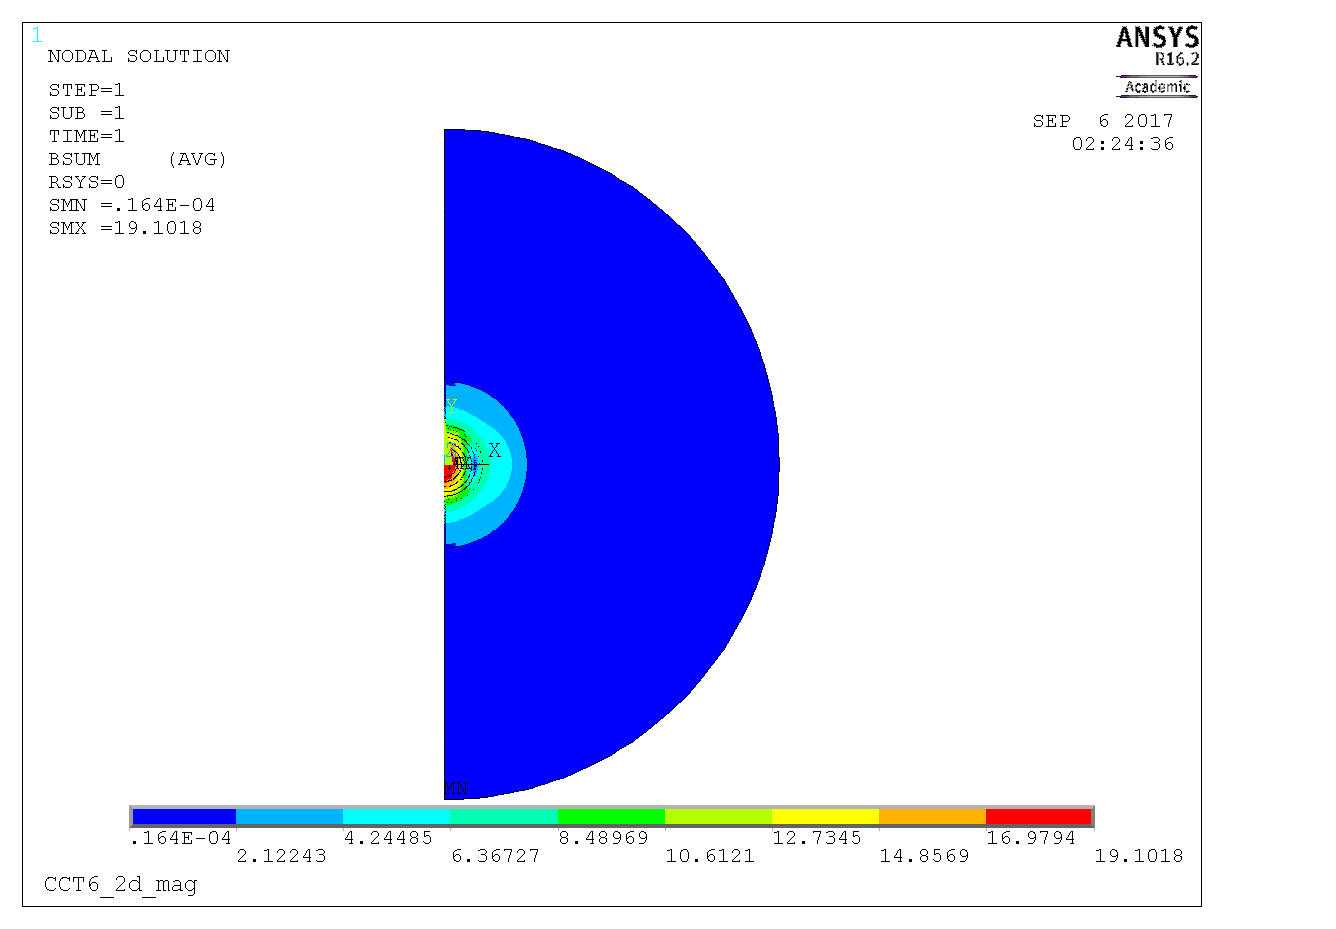 1
NODAL SOLUTION
STEP=1
SUB =1
TIME=1
BSUM (AVG)
RSYS=0
SMN =.164E-04
SMX =19.1018
ANSYS
R16.2
Academic
SEP 6 2017
02:24:36
Y
X
MN
.164E-04
2.12243
4.24485
6.36727
8.48969
10.6121
12.7345
14.8569
16.9794
19.1018
CCT6_2d_mag